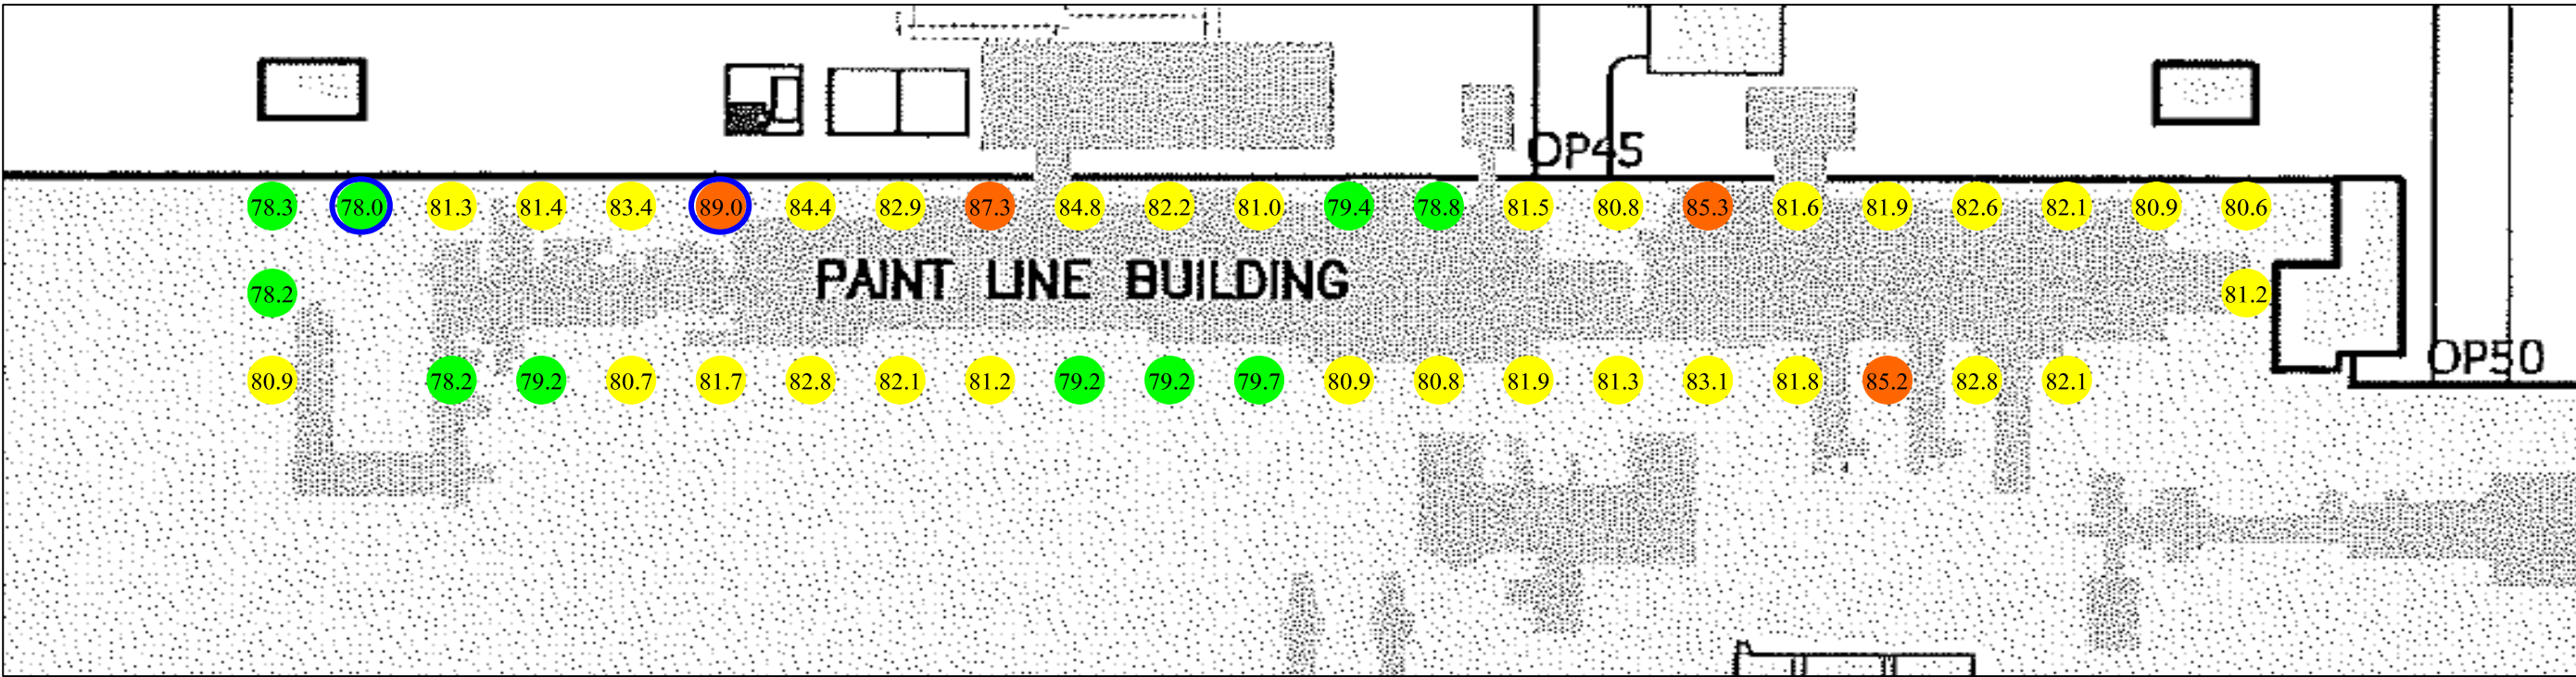 OP45
78.3 78.0 81.3 81.4 83.4 89.0 84.4 82.9 87.3 84.8 82.2 81.0 79.4 78.8 81.5 80.8 85.3 81.6 81.9 82.6 82.1 80.9 80.6
PAINT LINE BUILDING
78.2 81.2
OP50
80.9 78.2 79.2 80.7 81.7 82.8 82.1 81.2 79.2 79.2 79.7 80.9 80.8 81.9 81.3 83.1 81.8 85.2 82.8 82.1